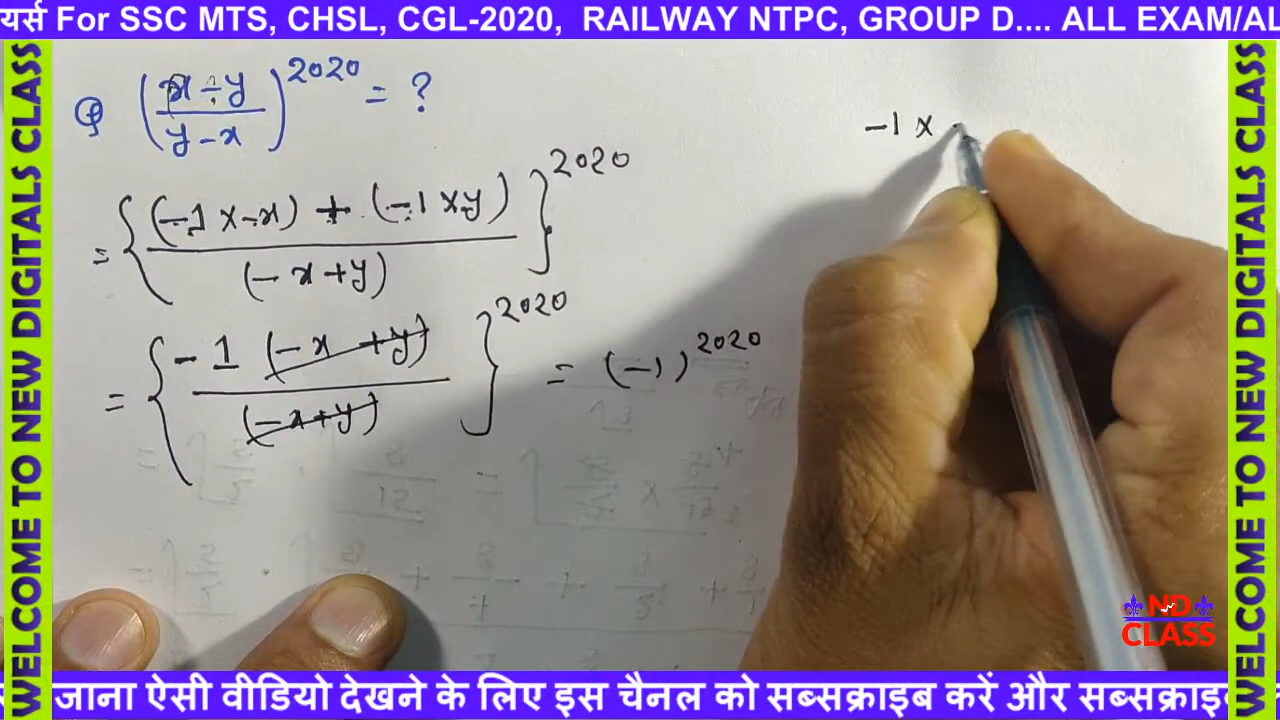 यर्स For SSC MTS, CHSL, CGL-2020, RAILWAY NTPC, GROUP D.... ALL EXAM/AL
WELCOME TO NEW DIGITALS CLASS
Q (x ÷ y / y - x)^2020 = ?
-1 x
= {(-1 x -x) + (-1 x y) / (-x + y)}^2020
= {-1 (-x + y) / (-x + y)}^2020 = (-1)^2020
ND
CLASS
WELCOME TO NEW DIGITALS CLASS
जाना ऐसी वीडियो देखने के लिए इस चैनल को सब्सक्राइब करें और सब्सक्राइब